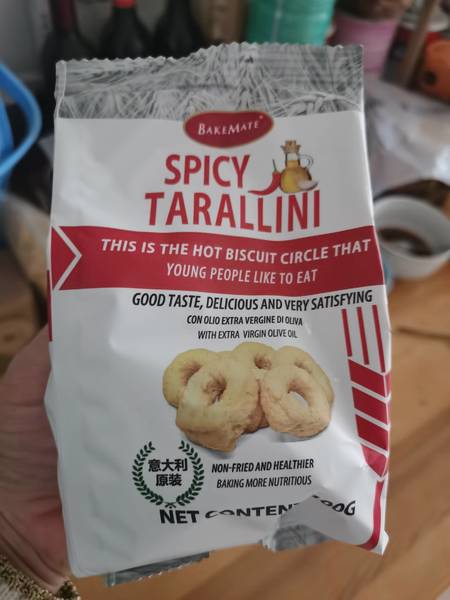 BAKEMATE®
SPICY
TARALLINI
THIS IS THE HOT BISCUIT CIRCLE THAT
YOUNG PEOPLE LIKE TO EAT
GOOD TASTE, DELICIOUS AND VERY SATISFYING
CON OLIO EXTRA VERGINE DI OLIVA
WITH EXTRA VIRGIN OLIVE OIL
意大利
原装
NON-FRIED AND HEALTHIER
BAKING MORE NUTRITIOUS
NET CONTENT